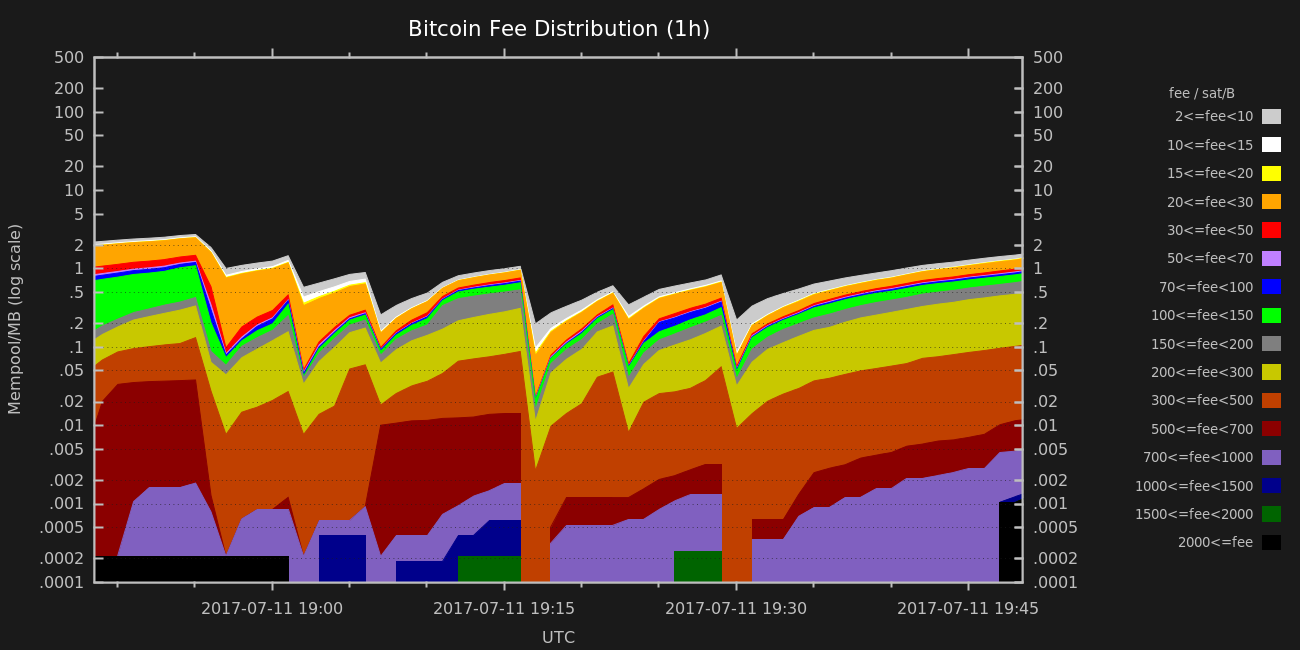 Bitcoin Fee Distribution (1h)
Mempool/MB (log scale)
500
200
100
50
20
10
5
2
1
.5
.2
.1
.05
.02
.01
.005
.002
.001
.0005
.0002
.0001
500
200
100
50
20
10
5
2
1
.5
.2
.1
.05
.02
.01
.005
.002
.001
.0005
.0002
.0001
fee / sat/B
2<=fee<10
10<=fee<15
15<=fee<20
20<=fee<30
30<=fee<50
50<=fee<70
70<=fee<100
100<=fee<150
150<=fee<200
200<=fee<300
300<=fee<500
500<=fee<700
700<=fee<1000
1000<=fee<1500
1500<=fee<2000
2000<=fee
2017-07-11 19:00
2017-07-11 19:15
2017-07-11 19:30
2017-07-11 19:45
UTC